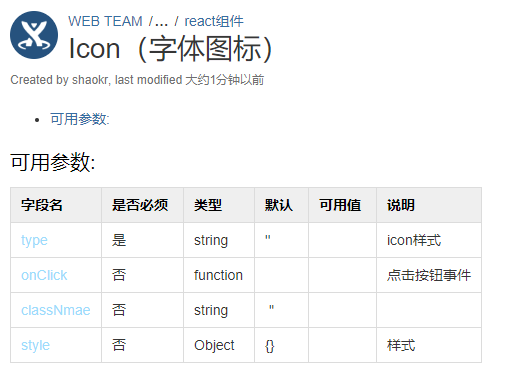 WEB TEAM /... / react组件
Icon（字体图标）
Created by shaokr, last modified 大约1分钟以前
• 可用参数:
可用参数:
字段名 是否必须 类型 默认 可用值 说明
type 是 string '' icon样式
onClick 否 function 点击按钮事件
classNmae 否 string ''
style 否 Object {} 样式